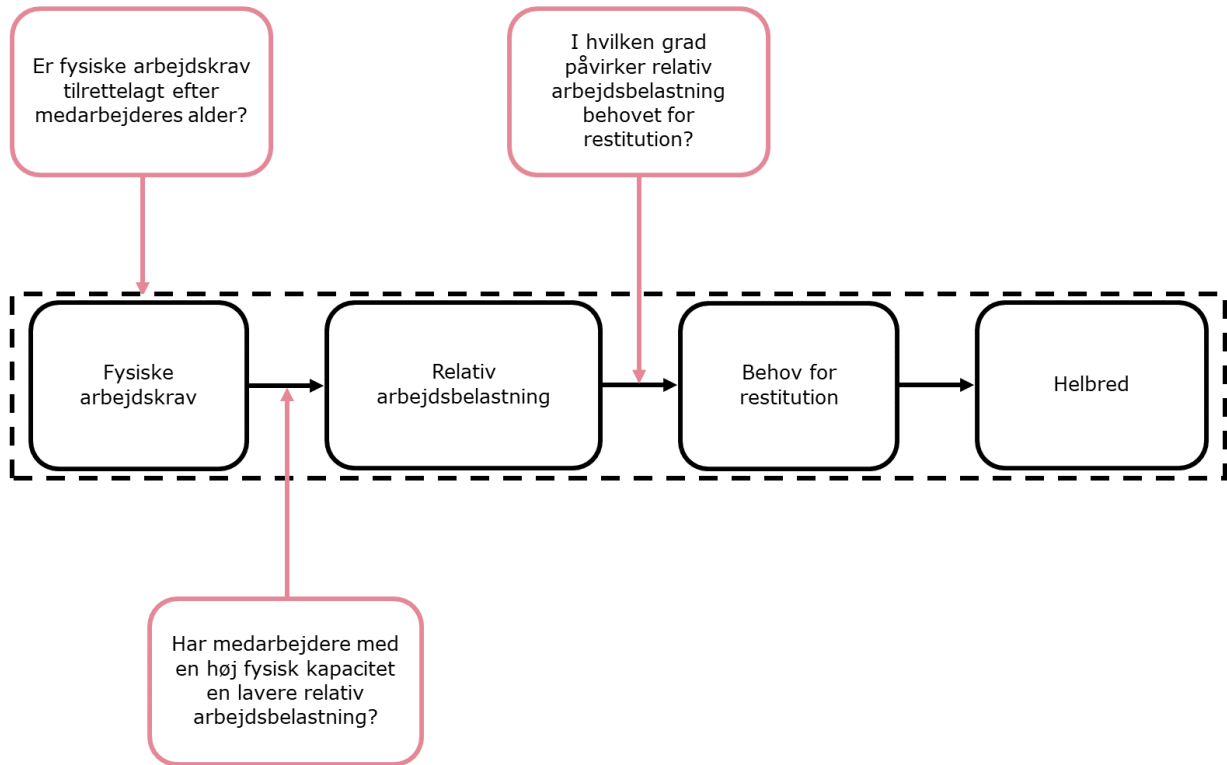 Er fysiske arbejdskrav
tilrettelagt efter
medarbejderes alder?
I hvilken grad
påvirker relativ
arbejdsbelastning
behovet for
restitution?
Fysiske
arbejdskrav
Relativ
arbejdsbelastning
Behov for
restitution
Helbred
Har medarbejdere med
en høj fysisk kapacitet
en lavere relativ
arbejdsbelastning?